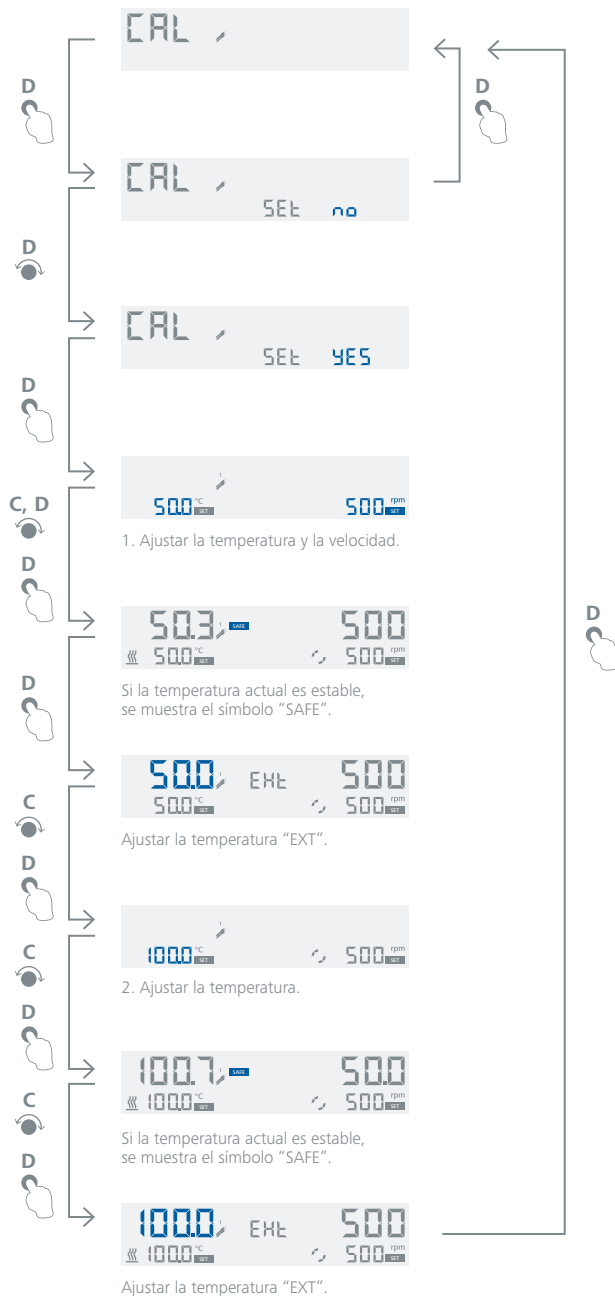 CAL
D
D
CAL
SET no
D
CAL
SET YES
D
50.0 °C SET 500 rpm SET
C, D
1. Ajustar la temperatura y la velocidad.
D
50.3 SAFE 500
50.0 °C SET 500 rpm SET
D
Si la temperatura actual es estable,
se muestra el símbolo “SAFE”.
D
50.0 EXT 500
50.0 °C SET 500 rpm SET
C
Ajustar la temperatura “EXT”.
D
100.0 °C SET 500 rpm SET
C
2. Ajustar la temperatura.
D
100.7 SAFE 50.0
100.0 °C SET 500 rpm SET
C
Si la temperatura actual es estable,
se muestra el símbolo “SAFE”.
D
100.0 EXT 500
100.0 °C SET 500 rpm SET
Ajustar la temperatura “EXT”.